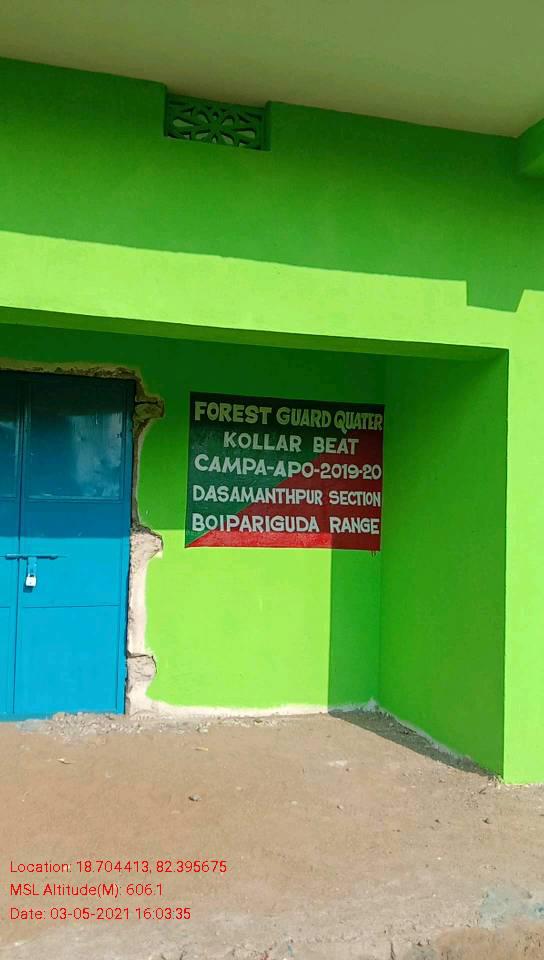 FOREST GUARD QUATER
KOLLAR BEAT
CAMPA-APO-2019-20
DASAMANTHPUR SECTION
BOIPARIGUDA RANGE
Location: 18.704413, 82.395675
MSL Altitude(M): 606.1
Date: 03-05-2021 16:03:35